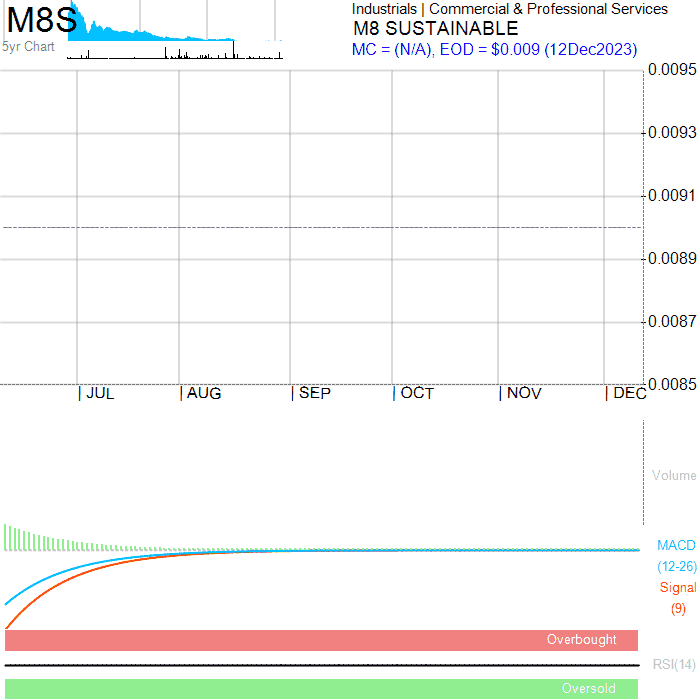 M8S
5yr Chart
Industrials | Commercial & Professional Services
M8 SUSTAINABLE
MC = (N/A), EOD = $0.009 (12Dec2023)
0.0095
0.0093
0.0091
0.0089
0.0087
0.0085
| JUL | AUG | SEP | OCT | NOV | DEC
Volume
MACD
(12-26)
Signal
(9)
Overbought
RSI(14)
Oversold